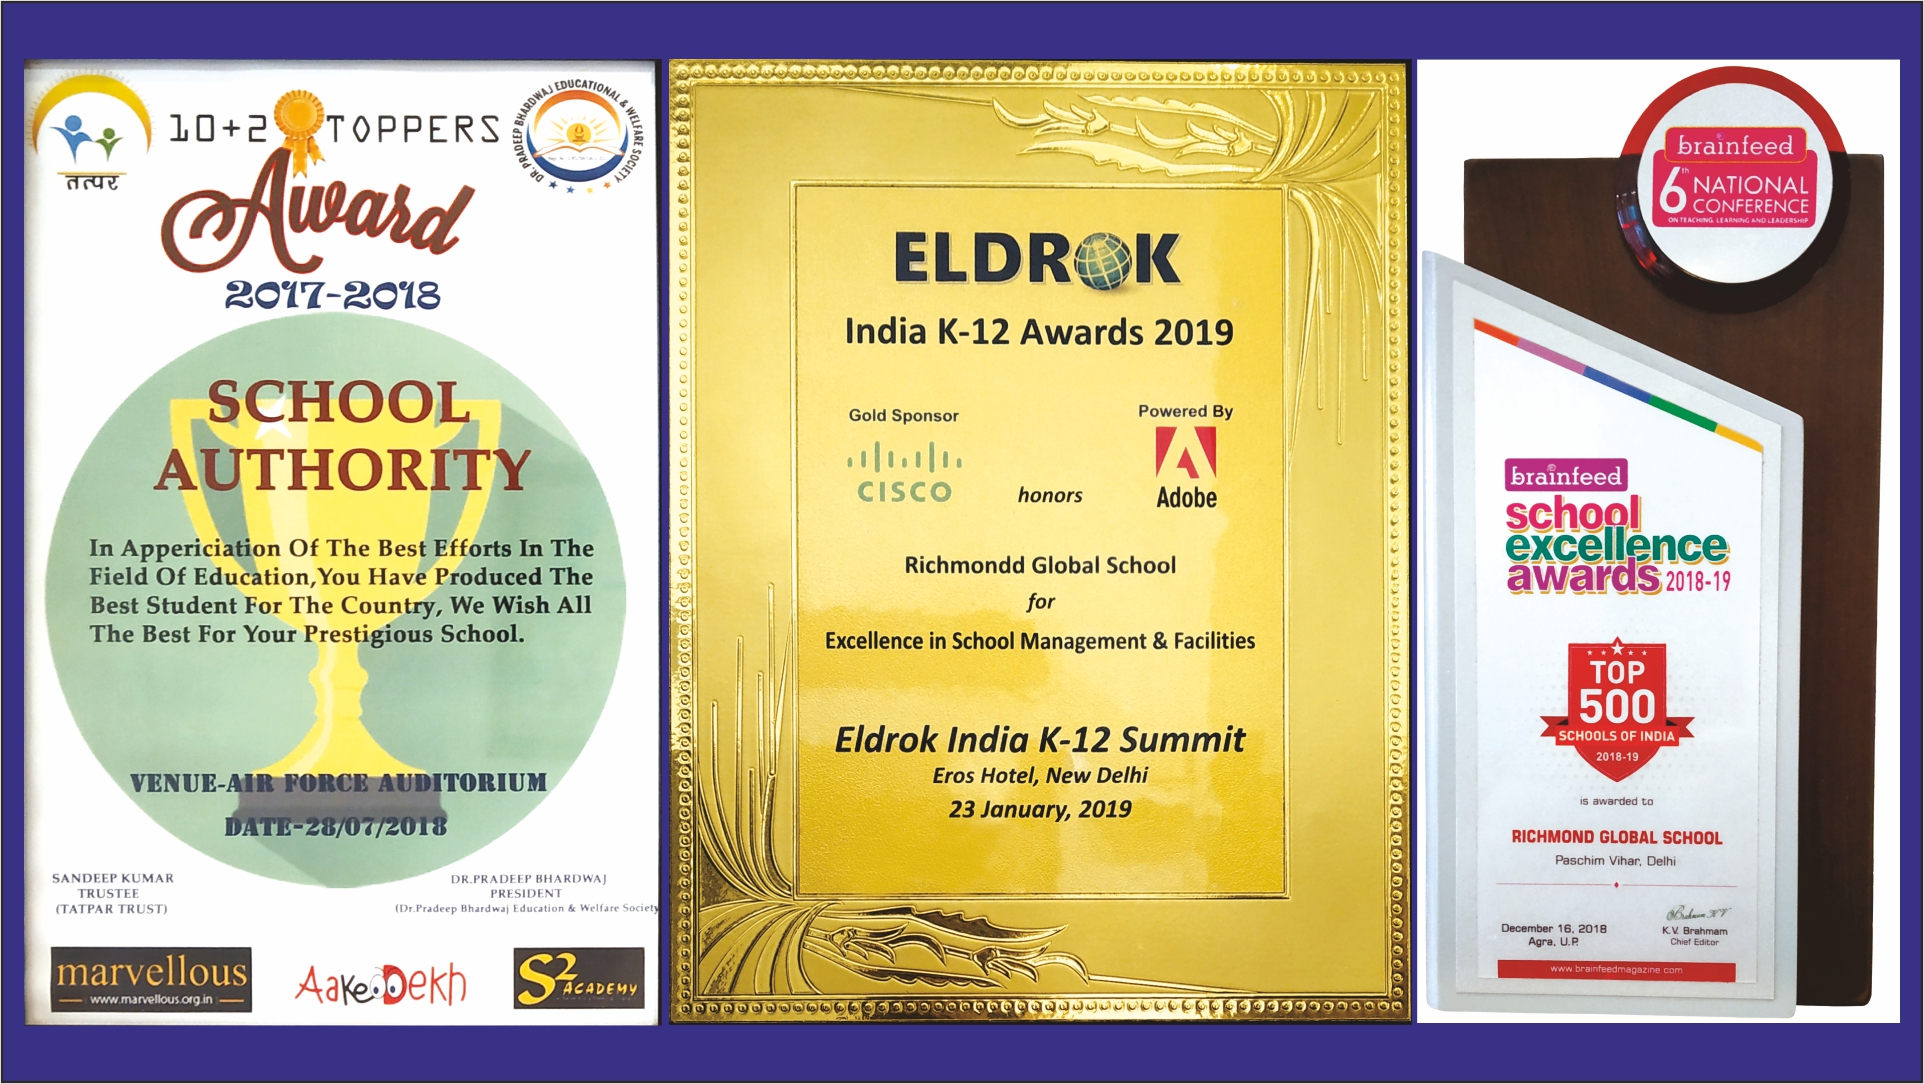 तत्पर
10+2 TOPPERS
Award
2017-2018
DR. PRADEEP BHARDWAJ EDUCATIONAL & WELFARE SOCIETY
SCHOOL
AUTHORITY
In Appericiation Of The Best Efforts In The
Field Of Education,You Have Produced The
Best Student For The Country, We Wish All
The Best For Your Prestigious School.
VENUE-AIR FORCE AUDITORIUM
DATE-28/07/2018
SANDEEP KUMAR
TRUSTEE
(TATPAR TRUST)
DR.PRADEEP BHARDWAJ
PRESIDENT
(Dr.Pradeep Bhardwaj Education & Welfare Society
marvellous
www.marvellous.org.in
AakeDekh
S2 ACADEMY
ELDROK
India K-12 Awards 2019
Gold Sponsor
CISCO
honors
Powered By
Adobe
Richmondd Global School
for
Excellence in School Management & Facilities
Eldrok India K-12 Summit
Eros Hotel, New Delhi
23 January, 2019
brainfeed
6th NATIONAL
CONFERENCE
ON TEACHING, LEARNING AND LEADERSHIP
brainfeed
school
excellence
awards 2018-19
TOP
500
SCHOOLS OF INDIA
2018-19
is awarded to
RICHMOND GLOBAL SCHOOL
Paschim Vihar, Delhi
December 16, 2018
Agra, U.P.
K.V. Brahmam
Chief Editor
www.brainfeedmagazine.com